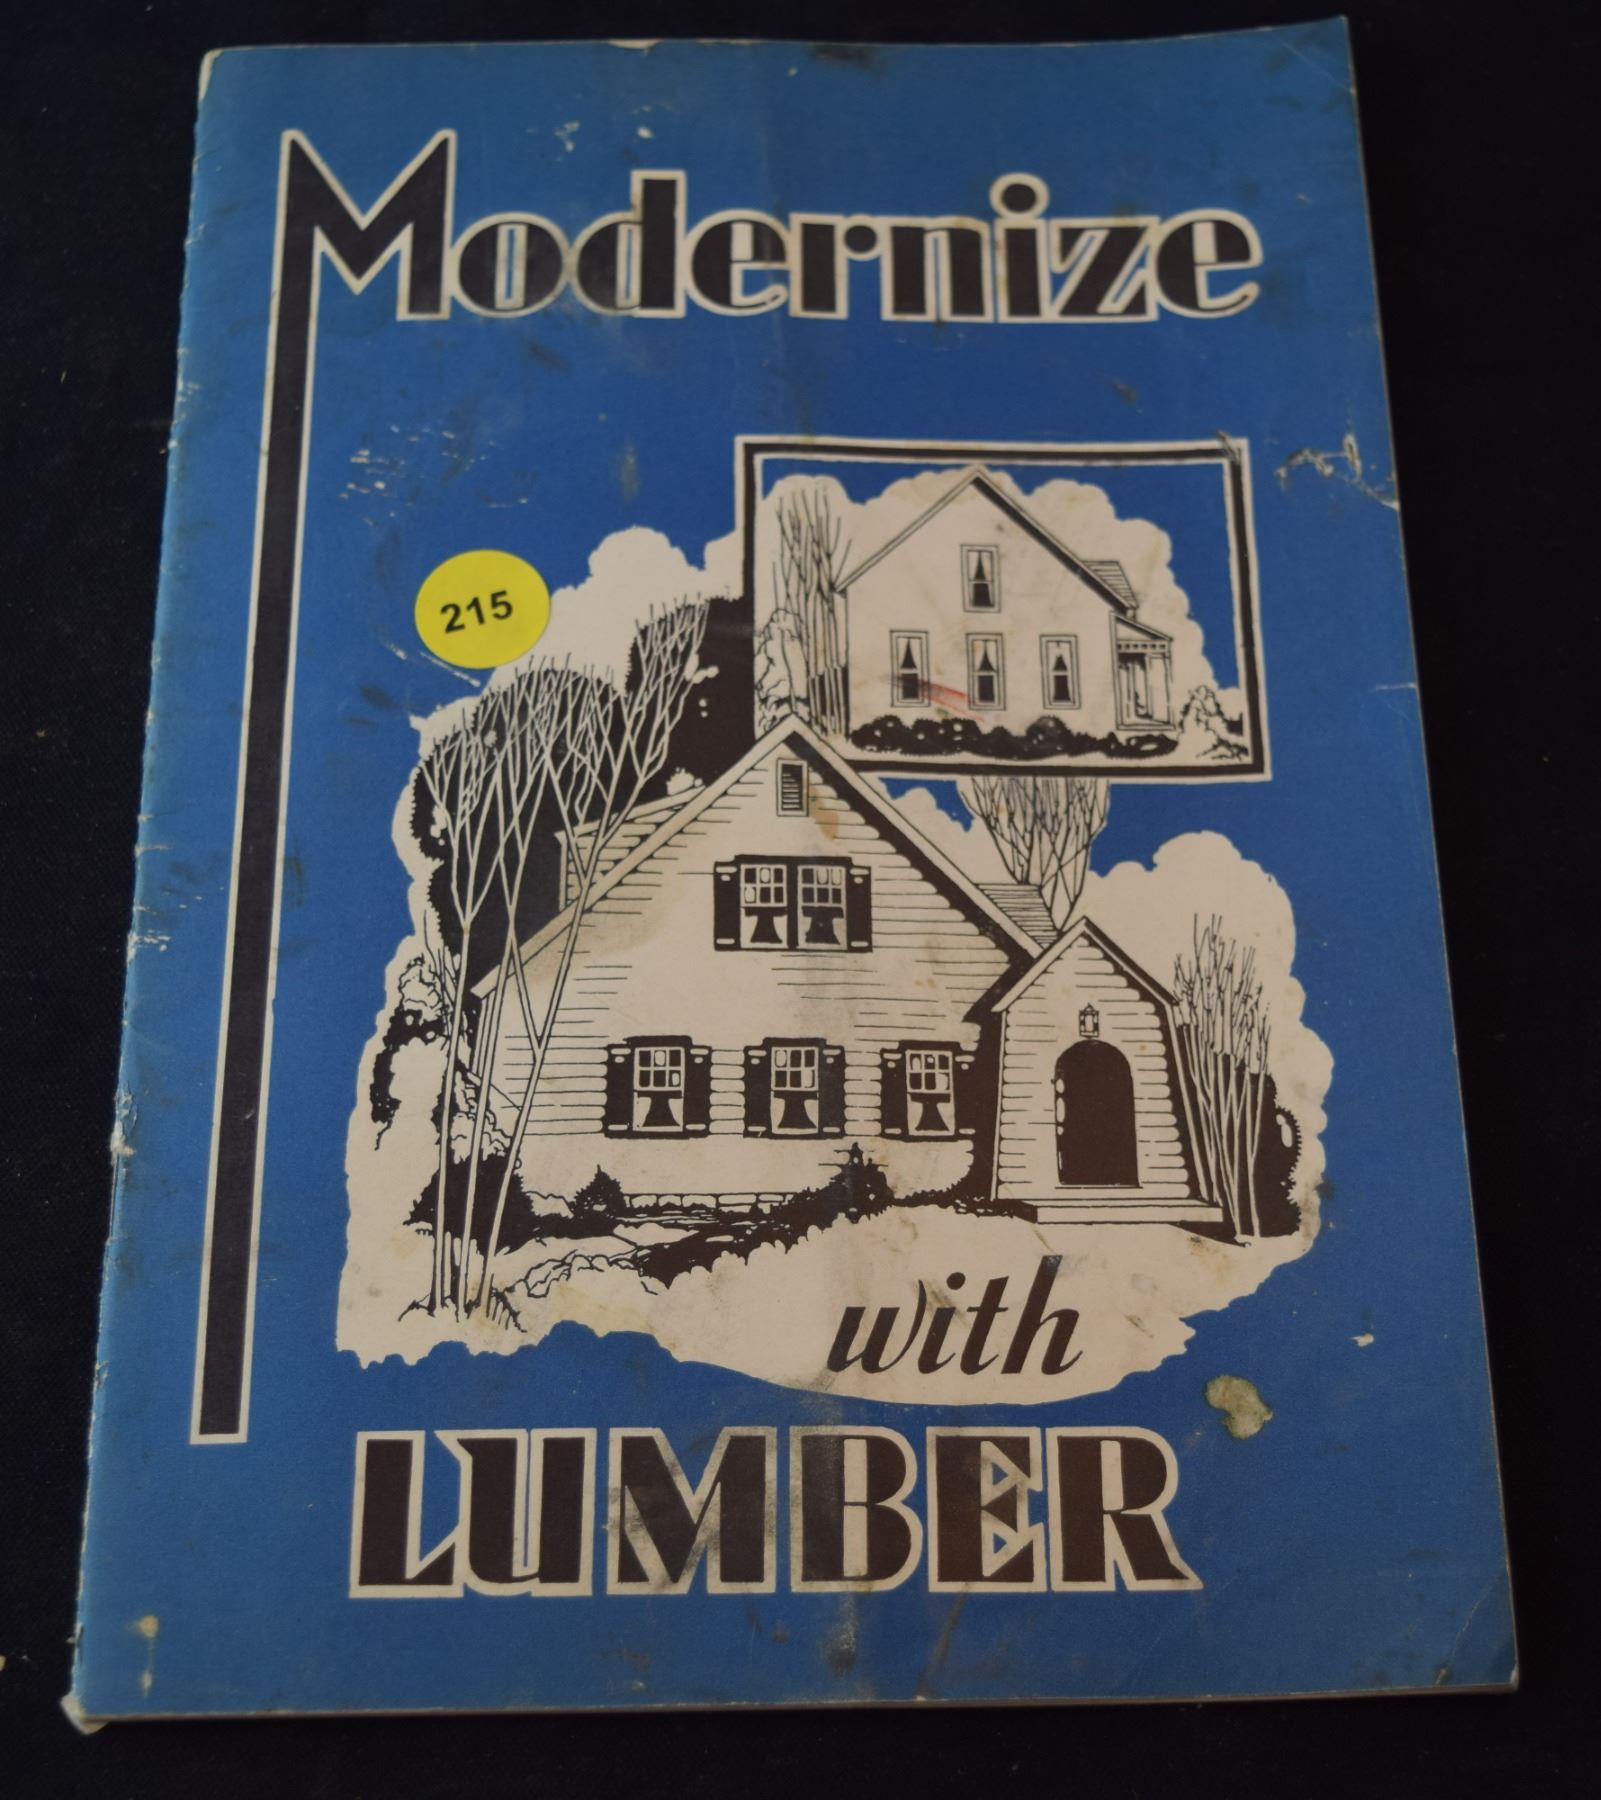 Modernize
215
with
LUMBER